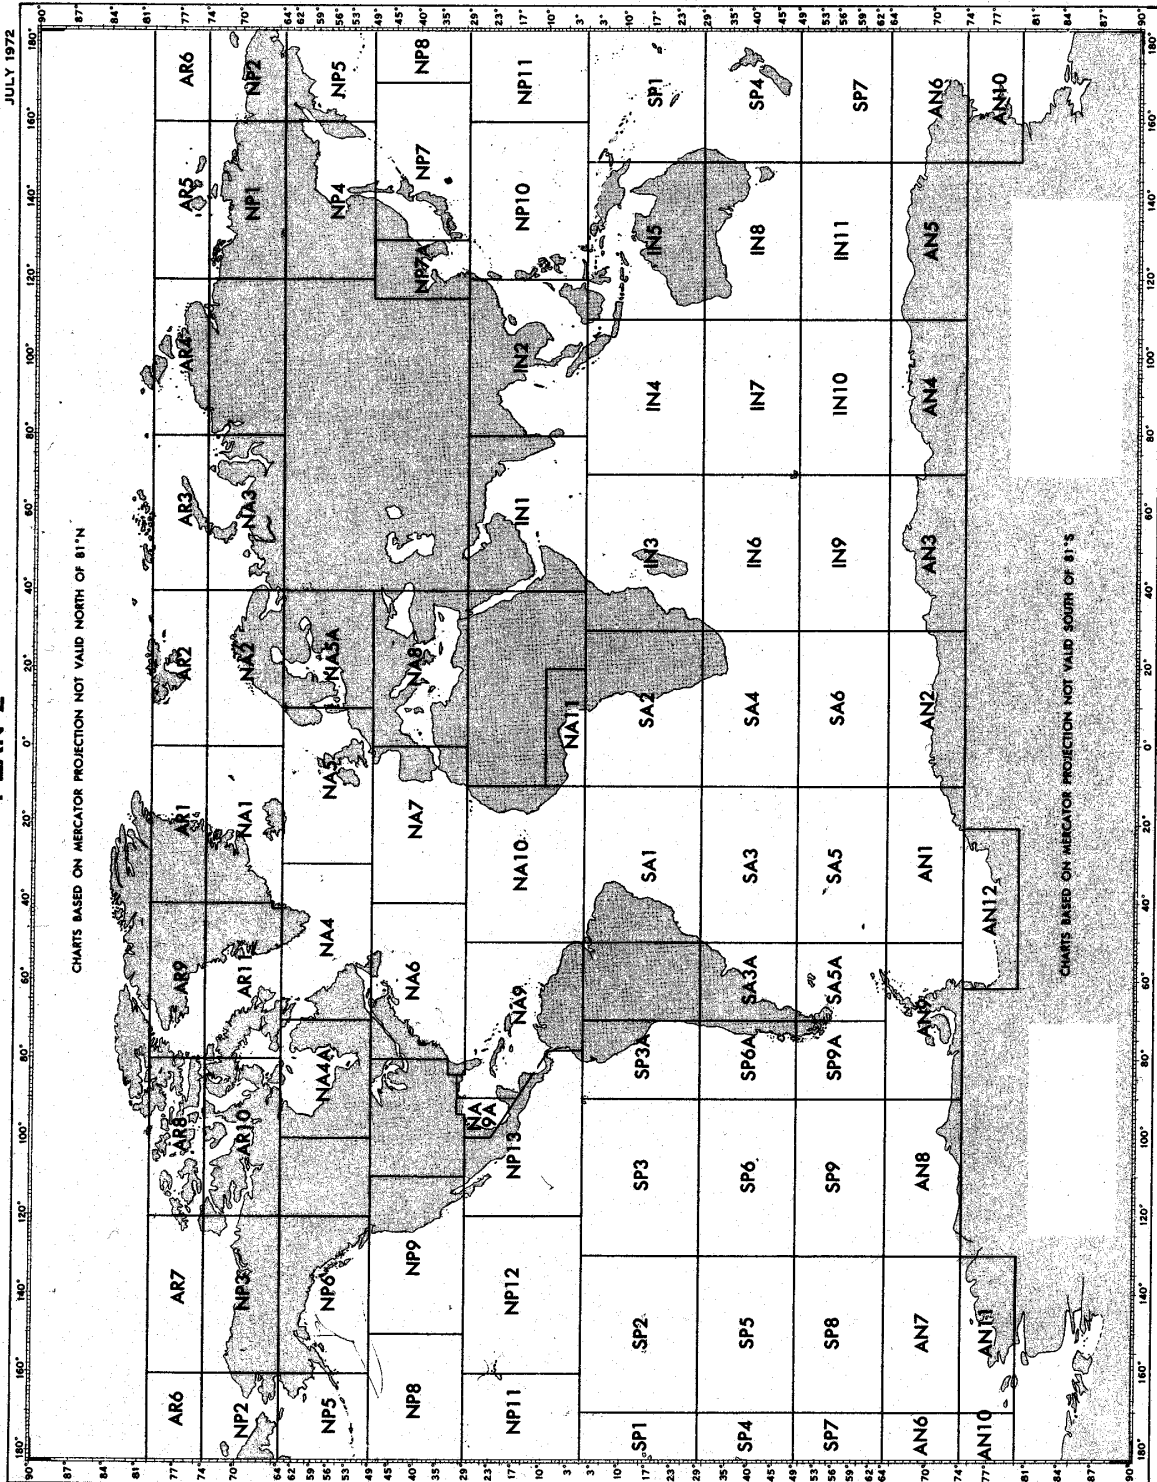 JULY 1972
CHARTS BASED ON MERCATOR PROJECTION NOT VALID NORTH OF 81°N
AR6 AR7 AR8 AR9 AR1 AR2 AR3 AR4 AR5 AR6
NP2 NP3 AR10 AR11 NA1 NA2 NA3 NP1 NP2
NP5 NP6 NA4A NA4 NA5 NA5A NP4 NP5
NP8 NP9 NA6 NA7 NA8 NP7A NP7 NP8
NP11 NP12 NP13 NA 9A NA9 NA10 NA11 IN1 IN2 NP10 NP11
SP1 SP2 SP3 SP3A SA1 SA2 IN3 IN4 IN5 SP1
SP4 SP5 SP6 SP6A SA3A SA3 SA4 IN6 IN7 IN8 SP4
SP7 SP8 SP9 SP9A SA5A SA5 SA6 IN9 IN10 IN11 SP7
AN6 AN7 AN8 AN9 AN1 AN2 AN3 AN4 AN5 AN6
AN10 AN11 AN12 AN10
CHARTS BASED ON MERCATOR PROJECTION NOT VALID SOUTH OF 81°S
180° 160° 140° 120° 100° 80° 60° 40° 20° 0° 20° 40° 60° 80° 100° 120° 140° 160° 180°
90° 87° 84° 81° 77° 74° 70° 64° 62° 59° 56° 53° 49° 45° 40° 35° 29° 23° 17° 10° 3° 3° 10° 17° 23° 29° 35° 40° 45° 49° 53° 56° 59° 62° 64° 70° 74° 77° 81° 84° 87° 90°